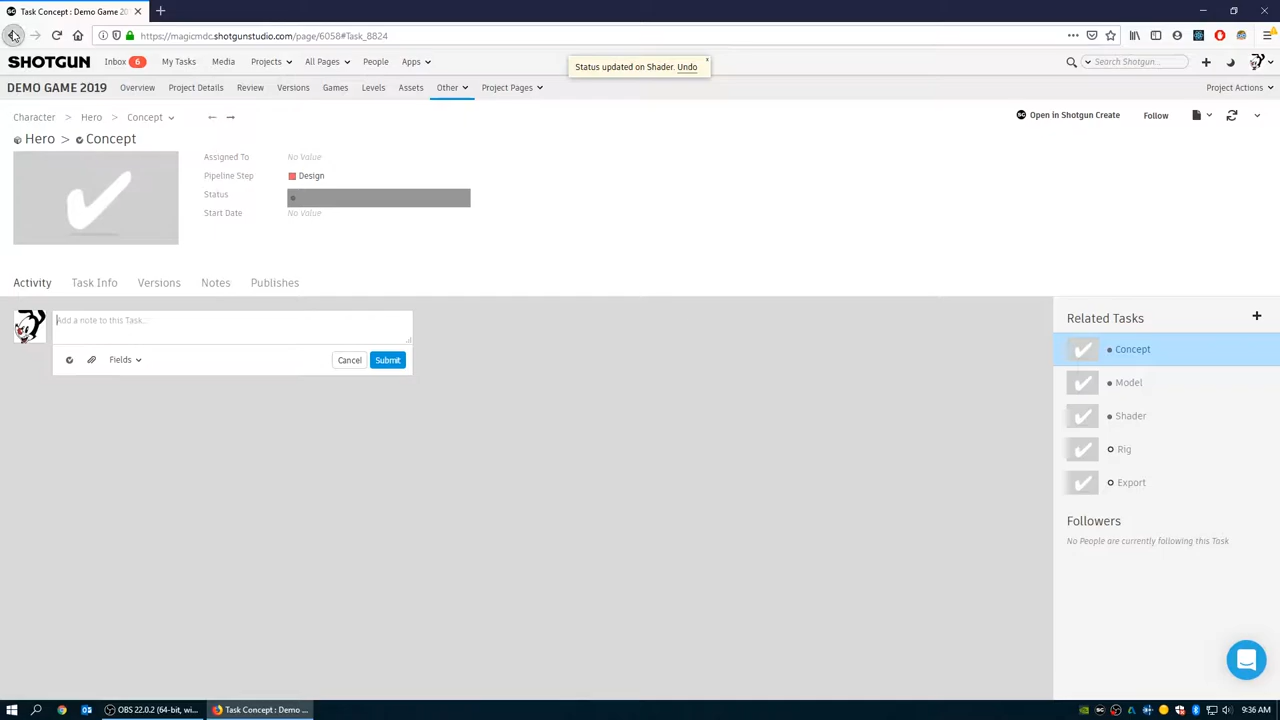 Task Concept : Demo Game 20
https://magicmdc.shotgunstudio.com/page/6058#Task_8824
SHOTGUN
Inbox 6
My Tasks
Media
Projects
All Pages
People
Apps
Status updated on Shader. Undo
Search Shotgun...
DEMO GAME 2019
Overview
Project Details
Review
Versions
Games
Levels
Assets
Other
Project Pages
Project Actions
Character > Hero > Concept
Open in Shotgun Create
Follow
Hero > Concept
Assigned To No Value
Pipeline Step Design
Status
Start Date No Value
Activity
Task Info
Versions
Notes
Publishes
Add a note to this Task...
Fields
Cancel
Submit
Related Tasks
Concept
Model
Shader
Rig
Export
Followers
No People are currently following this Task
OBS 22.0.2 (64-bit, wi...
Task Concept : Demo ...
9:36 AM